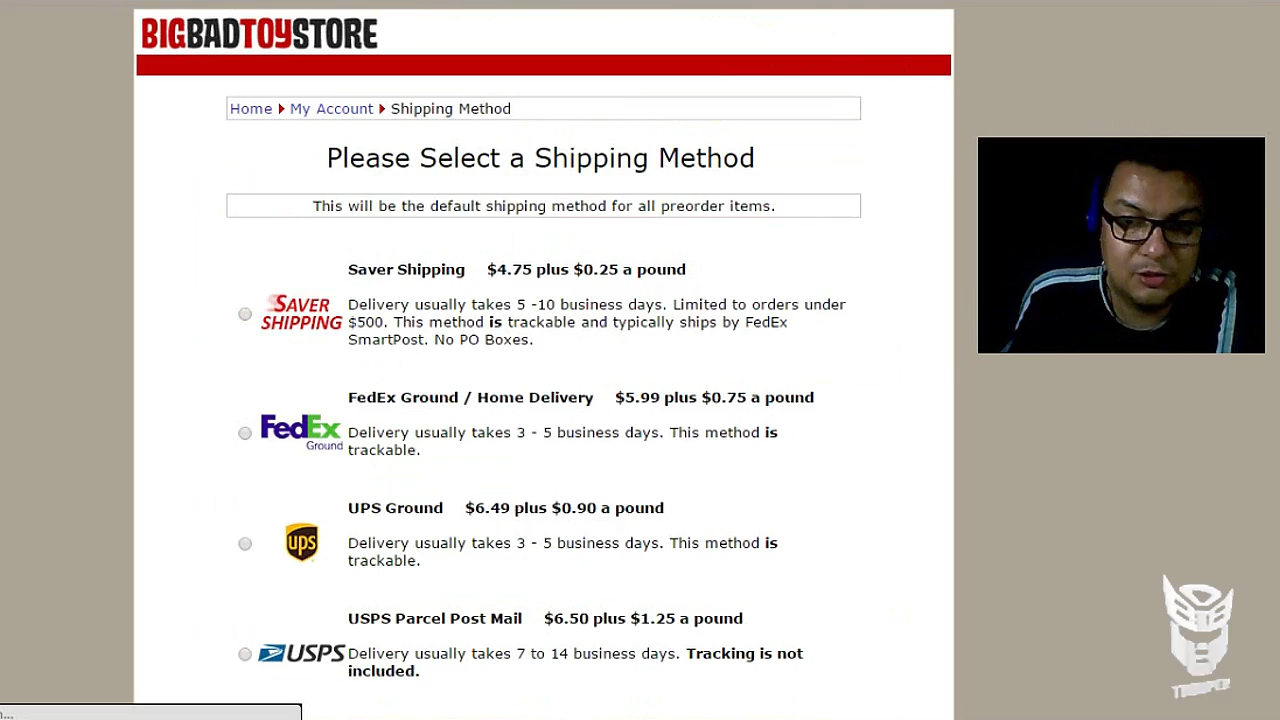 BIGBADTOYSTORE
Home My Account Shipping Method
Please Select a Shipping Method
This will be the default shipping method for all preorder items.
Saver Shipping $4.75 plus $0.25 a pound
SAVER SHIPPING
Delivery usually takes 5 -10 business days. Limited to orders under
$500. This method is trackable and typically ships by FedEx
SmartPost. No PO Boxes.
FedEx Ground / Home Delivery $5.99 plus $0.75 a pound
FedEx Ground
Delivery usually takes 3 - 5 business days. This method is
trackable.
UPS Ground $6.49 plus $0.90 a pound
ups
Delivery usually takes 3 - 5 business days. This method is
trackable.
USPS Parcel Post Mail $6.50 plus $1.25 a pound
USPS
Delivery usually takes 7 to 14 business days. Tracking is not
included.